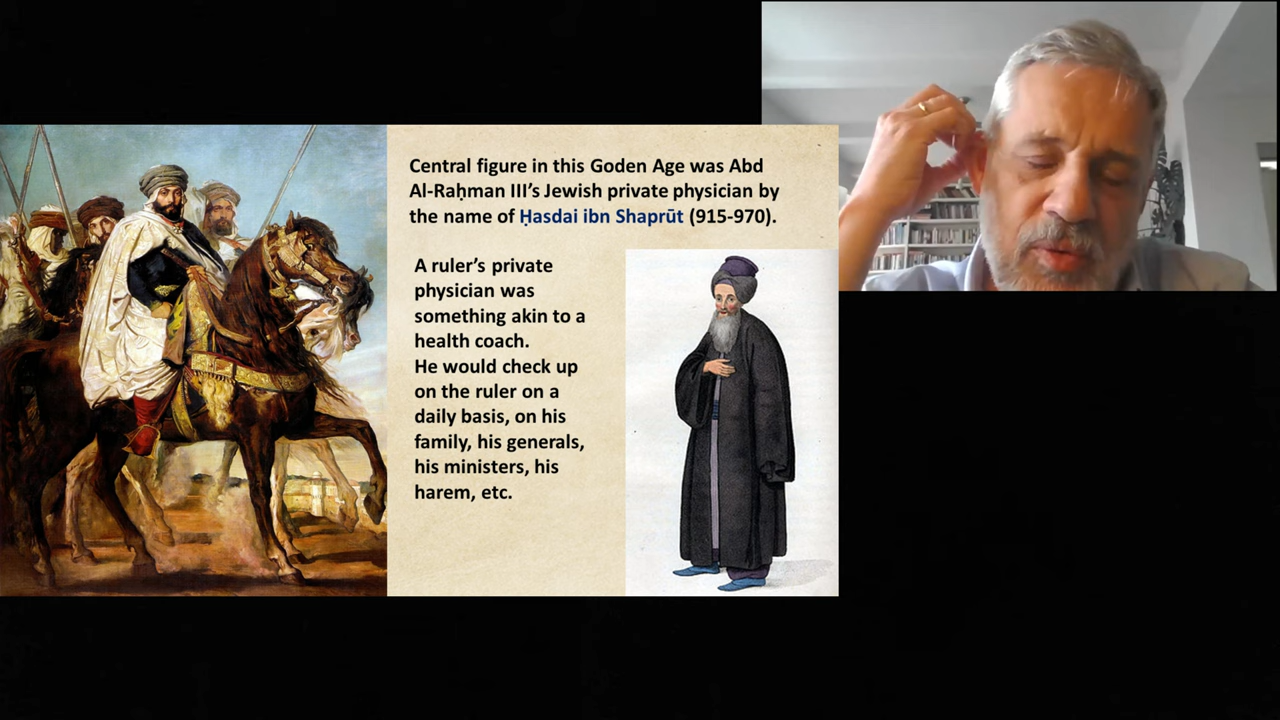 Central figure in this Goden Age was Abd
Al-Raḥman III’s Jewish private physician by
the name of Ḥasdai ibn Shaprūt (915-970).
A ruler’s private
physician was
something akin to a
health coach.
He would check up
on the ruler on a
daily basis, on his
family, his generals,
his ministers, his
harem, etc.